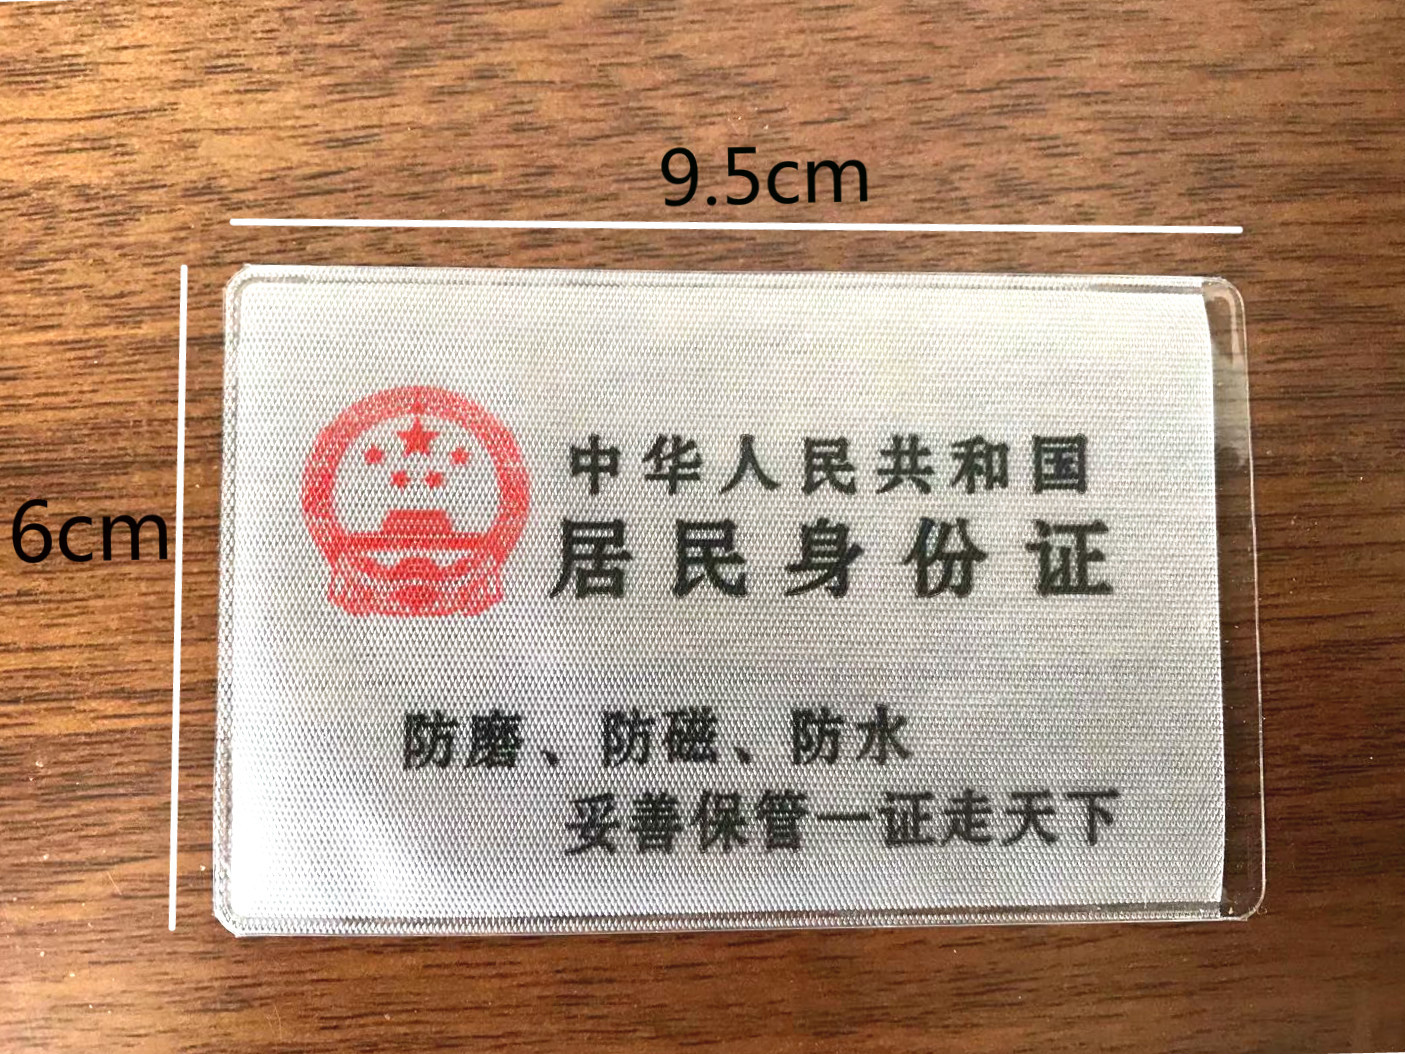 9.5cm
6cm
中华人民共和国
居民身份证
防磨、防磁、防水
妥善保管一证走天下